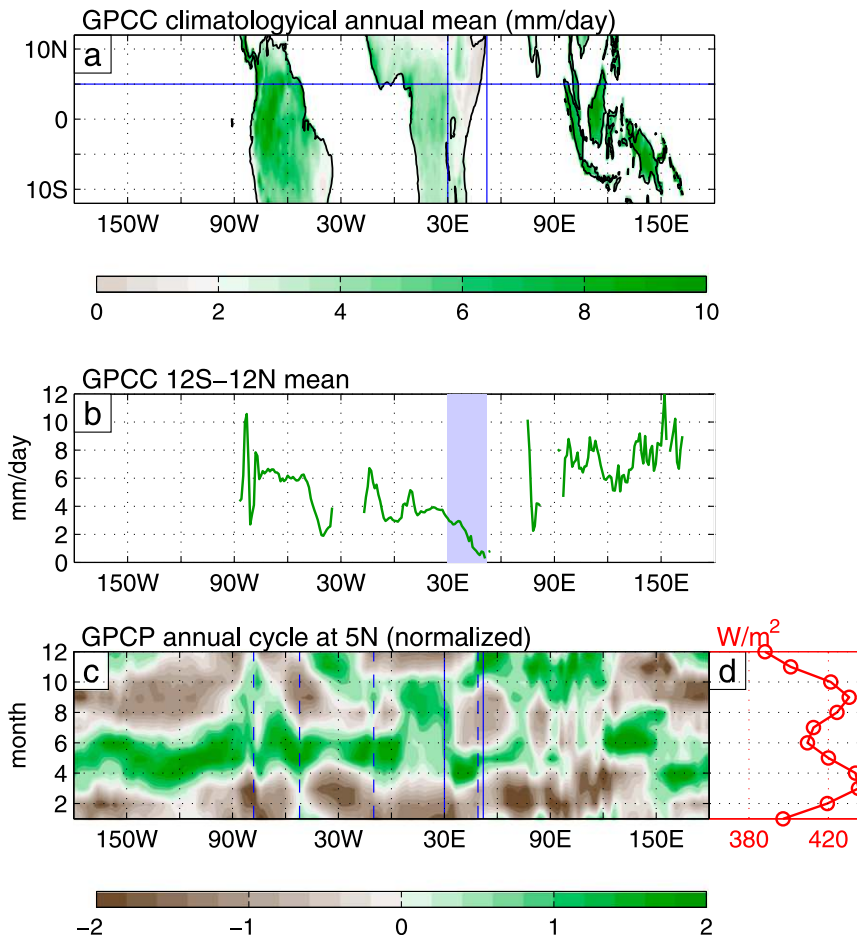 GPCC climatologyical annual mean (mm/day)
a
10N
0
10S
150W 90W 30W 30E 90E 150E
0 2 4 6 8 10
GPCC 12S−12N mean
b
mm/day
12
10
8
6
4
2
0
150W 90W 30W 30E 90E 150E
GPCP annual cycle at 5N (normalized)
W/m2
c
d
month
12
10
8
6
4
2
150W 90W 30W 30E 90E 150E
380 420
−2 −1 0 1 2